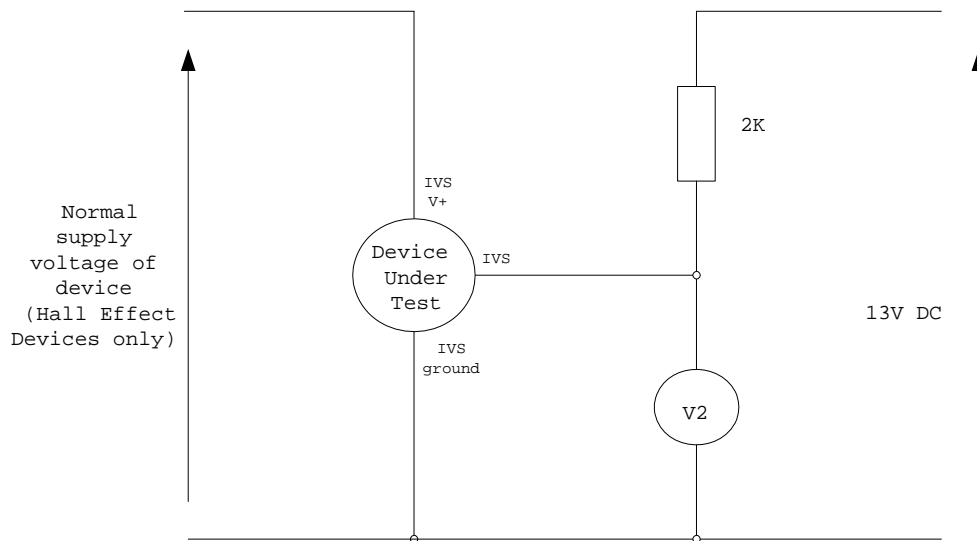 Normal
supply
voltage of
device
(Hall Effect
Devices only)
IVS
V+
Device
Under
Test
IVS
IVS
ground
2K
V2
13V DC